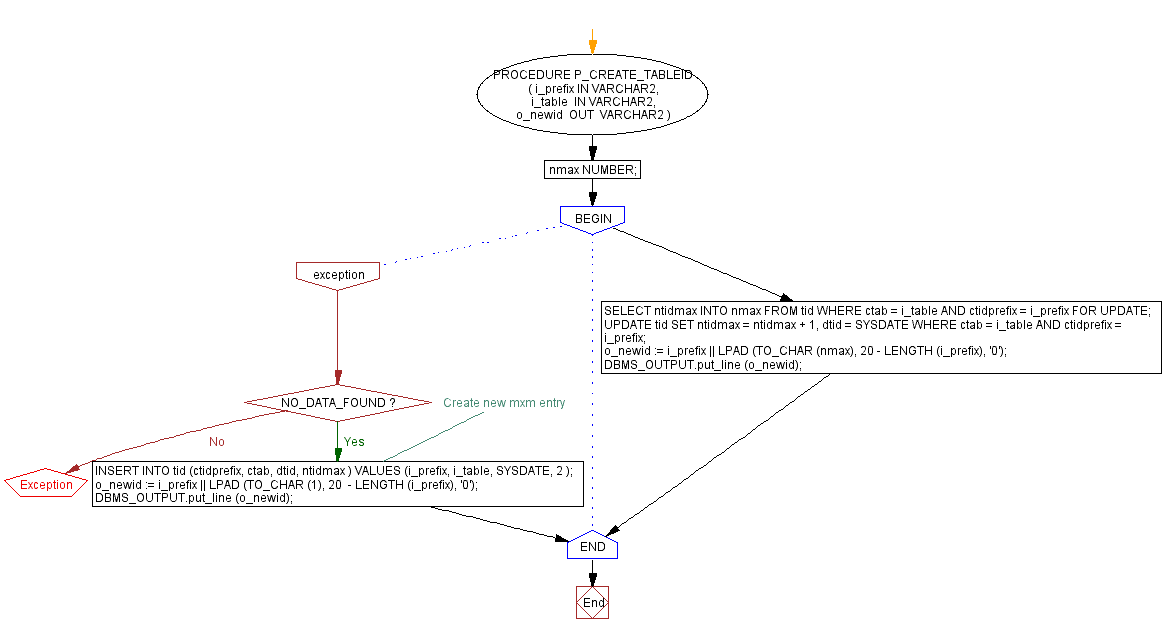 PROCEDURE P_CREATE_TABLEID
( i_prefix IN VARCHAR2,
i_table IN VARCHAR2,
o_newid OUT VARCHAR2 )
nmax NUMBER;
BEGIN
exception
SELECT ntidmax INTO nmax FROM tid WHERE ctab = i_table AND ctidprefix = i_prefix FOR UPDATE;
UPDATE tid SET ntidmax = ntidmax + 1, dtid = SYSDATE WHERE ctab = i_table AND ctidprefix =
i_prefix;
o_newid := i_prefix || LPAD (TO_CHAR (nmax), 20 - LENGTH (i_prefix), '0');
DBMS_OUTPUT.put_line (o_newid);
NO_DATA_FOUND ?
Create new mxm entry
No
Yes
Exception
INSERT INTO tid (ctidprefix, ctab, dtid, ntidmax ) VALUES (i_prefix, i_table, SYSDATE, 2 );
o_newid := i_prefix || LPAD (TO_CHAR (1), 20 - LENGTH (i_prefix), '0');
DBMS_OUTPUT.put_line (o_newid);
END
End